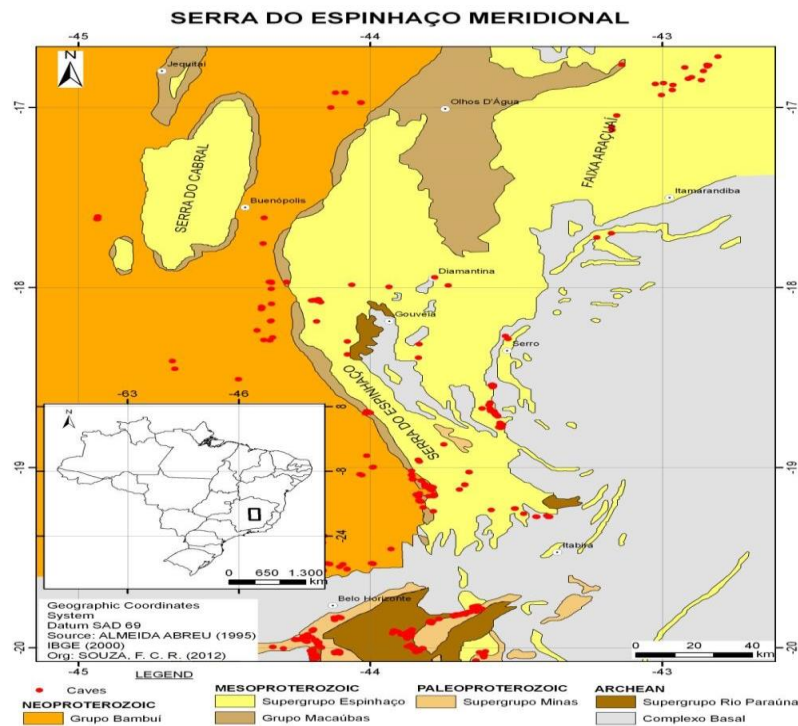 SERRA DO ESPINHAÇO MERIDIONAL
-45 -44 -43
N
Jequitaí
-17 -17
Olhos D'Água
SERRA DO CABRAL
FAIXA ARAÇUAÍ
Itamarandiba
Buenópolis
Diamantina
-18 -18
Gouveia
Serro
SERRA DO ESPINHAÇO
-63 -46
N
8
-19
8
24
Itabira
0 650 1.300
km
Belo Horizonte
Geographic Coordinates
System
Datum SAD 69
Source: ALMEIDA ABREU (1995)
IBGE (2000)
Org: SOUZA, F. C. R. (2012)
-20
0 20 40
km
-45 -44 -43
LEGEND
Caves
NEOPROTEROZOIC
Grupo Bambuí
MESOPROTEROZOIC
Supergrupo Espinhaço
Grupo Macaúbas
PALEOPROTEROZOIC
Supergrupo Minas
ARCHEAN
Supergrupo Rio Paraúna
Complexo Basal